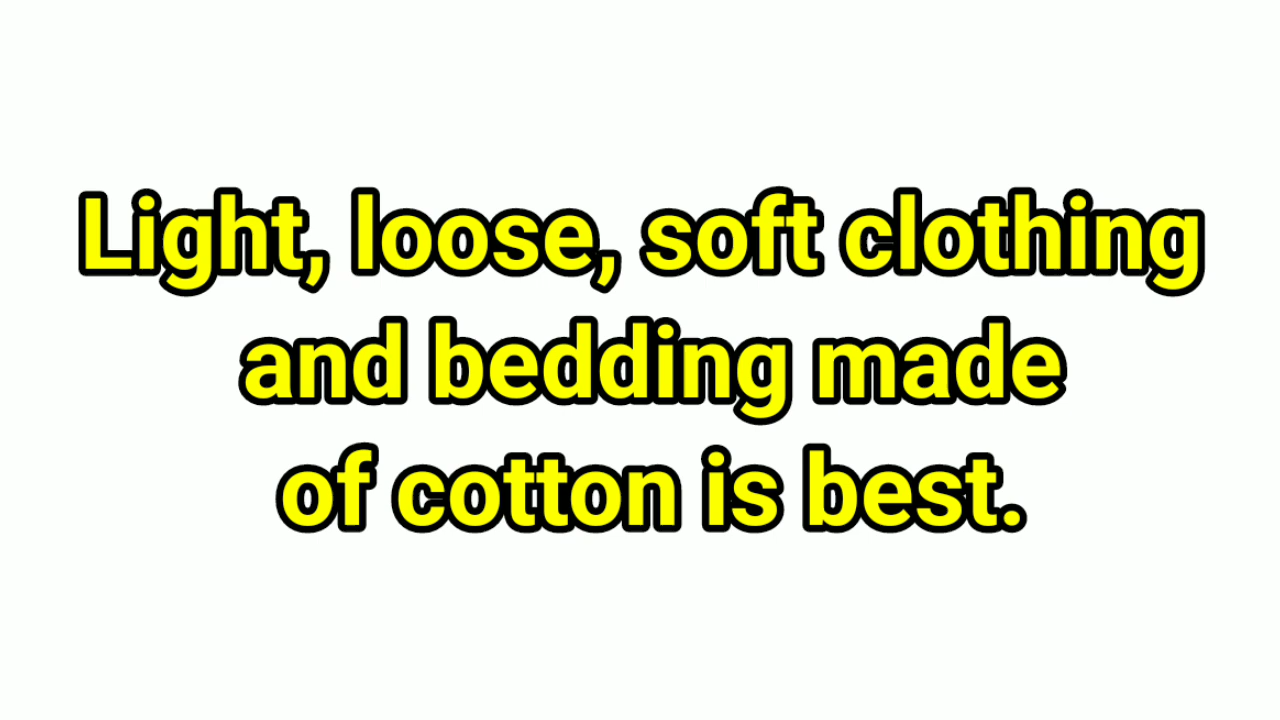 Light, loose, soft clothing
and bedding made
of cotton is best.